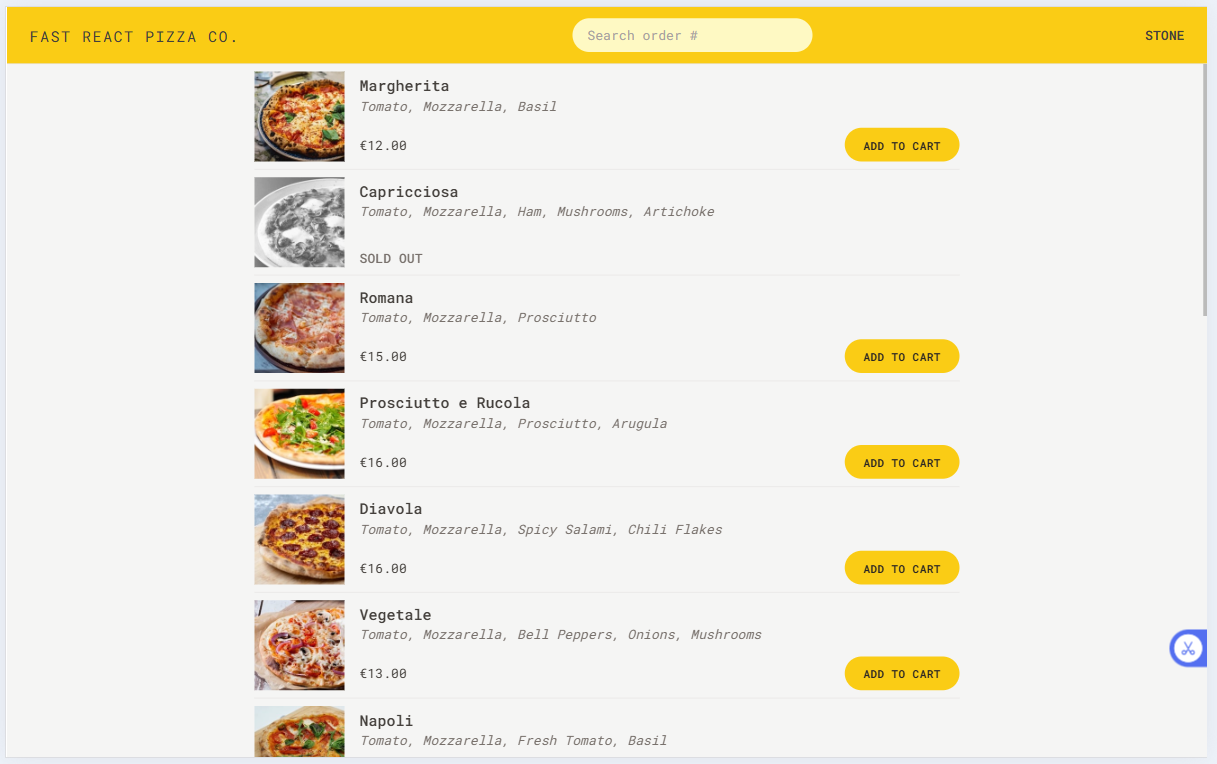 FAST REACT PIZZA CO.
Search order #
STONE
Margherita
Tomato, Mozzarella, Basil
€12.00
ADD TO CART
Capricciosa
Tomato, Mozzarella, Ham, Mushrooms, Artichoke
SOLD OUT
Romana
Tomato, Mozzarella, Prosciutto
€15.00
ADD TO CART
Prosciutto e Rucola
Tomato, Mozzarella, Prosciutto, Arugula
€16.00
ADD TO CART
Diavola
Tomato, Mozzarella, Spicy Salami, Chili Flakes
€16.00
ADD TO CART
Vegetale
Tomato, Mozzarella, Bell Peppers, Onions, Mushrooms
€13.00
ADD TO CART
Napoli
Tomato, Mozzarella, Fresh Tomato, Basil